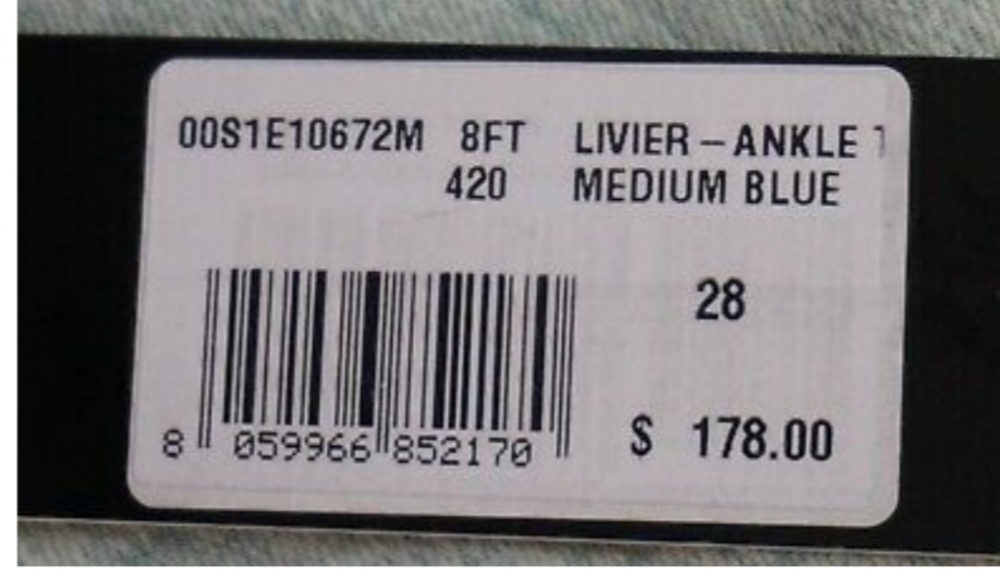 00S1E10672M 8FT LIVIER-ANKLE
420 MEDIUM BLUE
28
8 059966 852170
$ 178.00